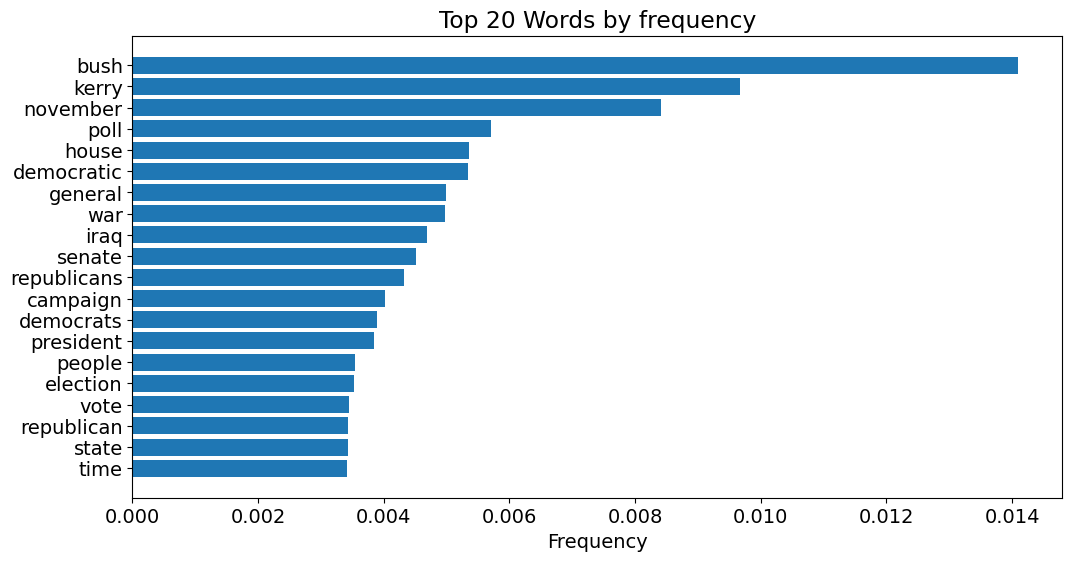 Top 20 Words by frequency
bush
kerry
november
poll
house
democratic
general
war
iraq
senate
republicans
campaign
democrats
president
people
election
vote
republican
state
time
0.000 0.002 0.004 0.006 0.008 0.010 0.012 0.014
Frequency